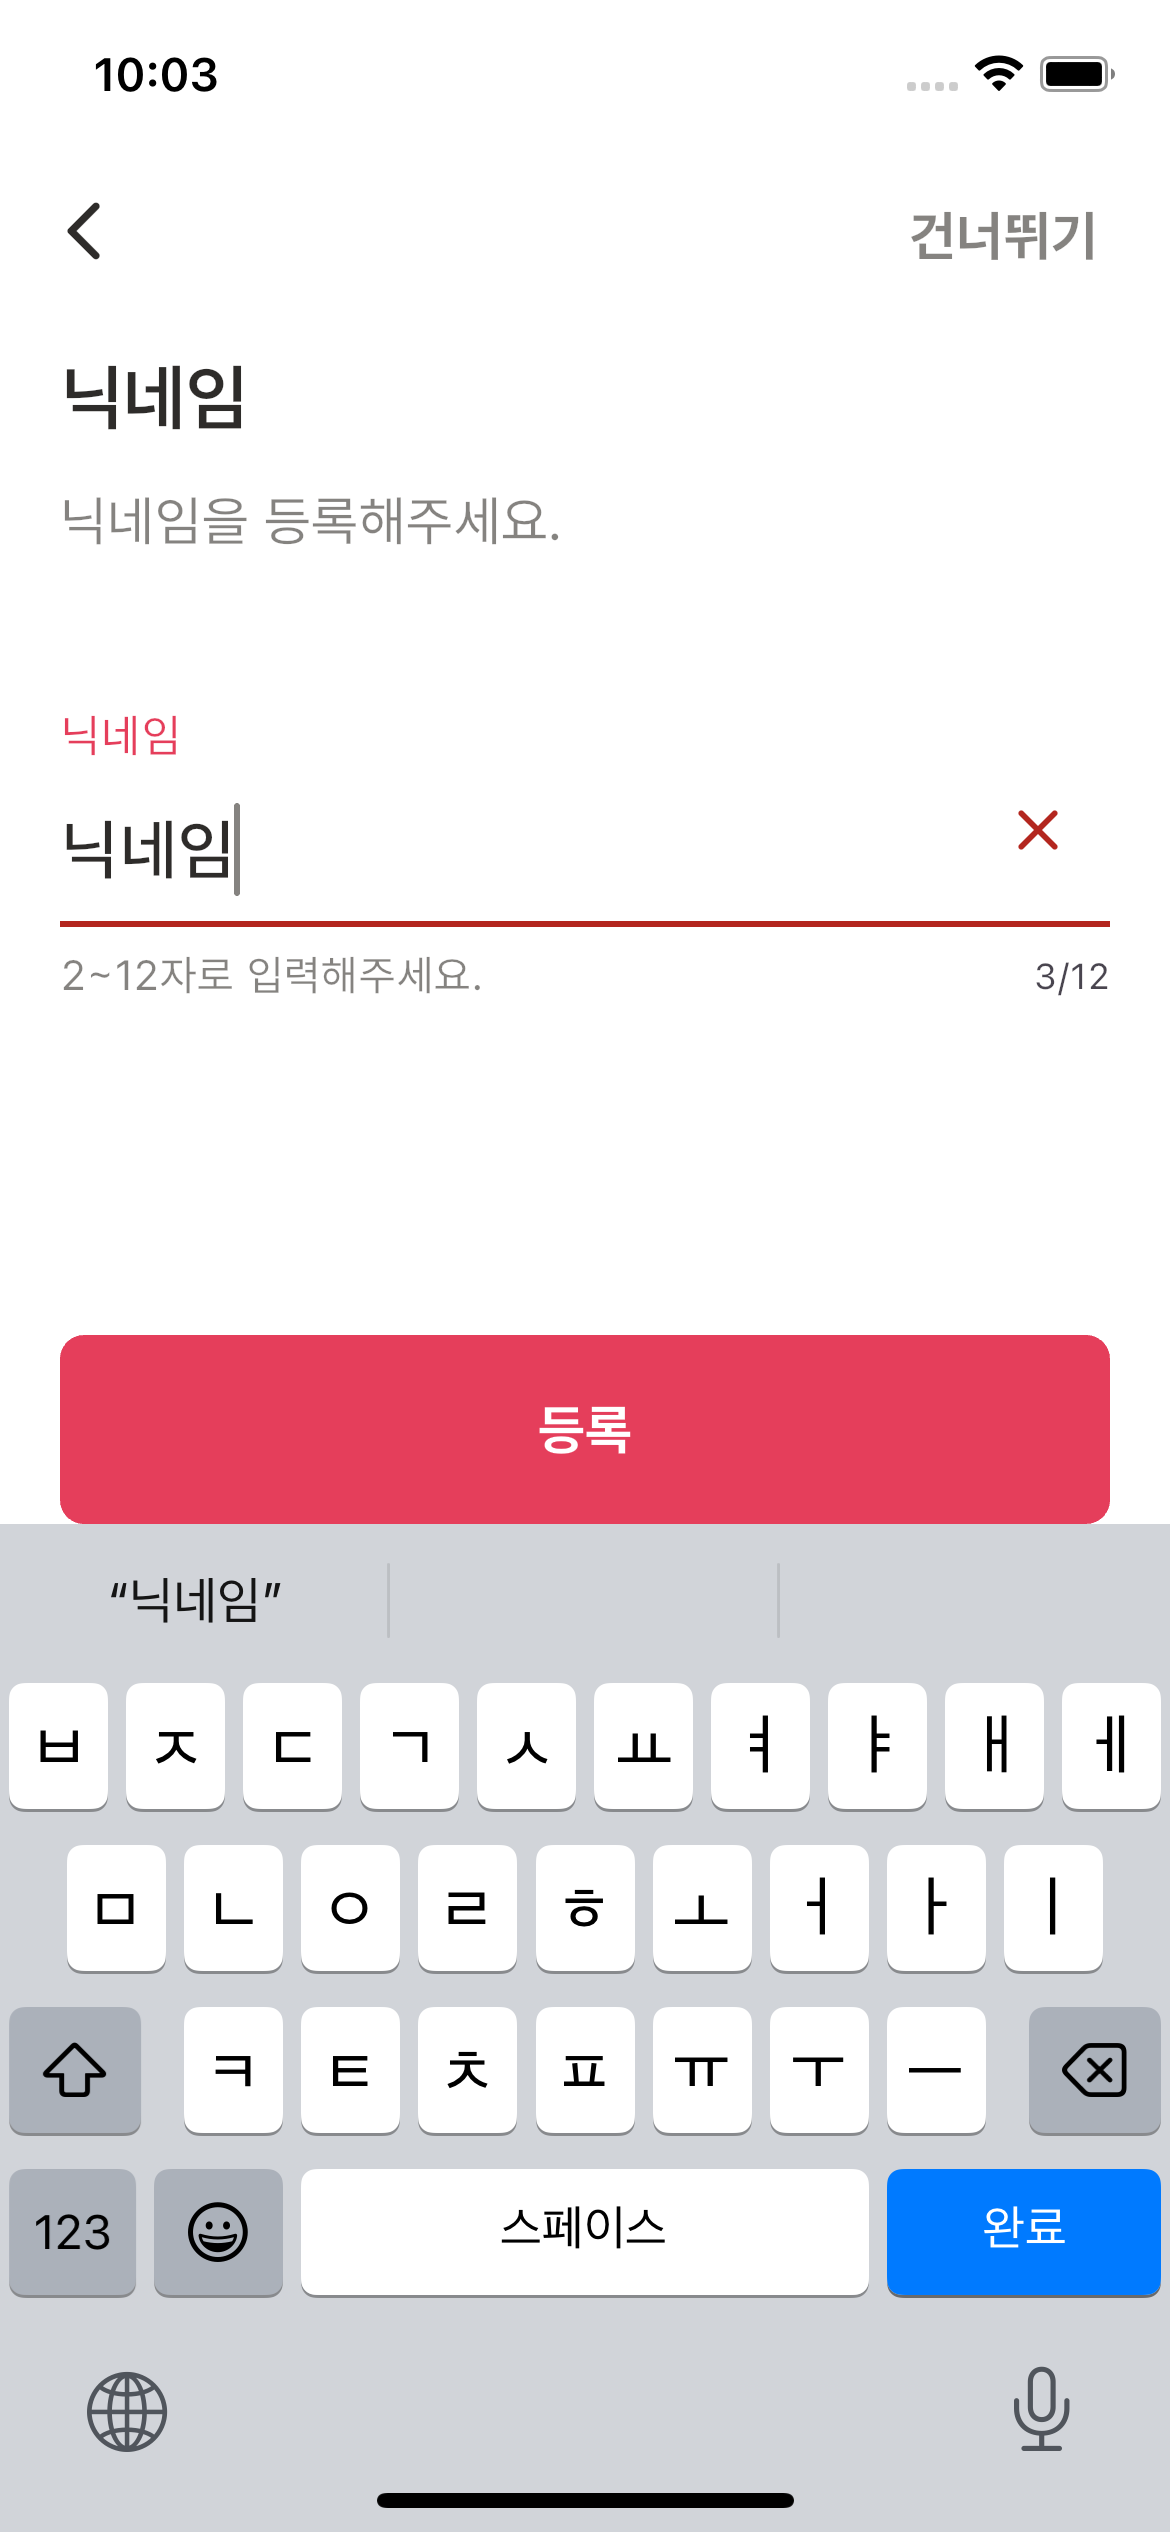 10:03
건너뛰기
닉네임
닉네임을 등록해주세요.
닉네임
닉네임
2~12자로 입력해주세요.
3/12
등록
“닉네임”
ㅂ ㅈ ㄷ ㄱ ㅅ ㅛ ㅕ ㅑ ㅐ ㅔ
ㅁ ㄴ ㅇ ㄹ ㅎ ㅗ ㅓ ㅏ ㅣ
ㅋ ㅌ ㅊ ㅍ ㅠ ㅜ ㅡ
123 스페이스 완료